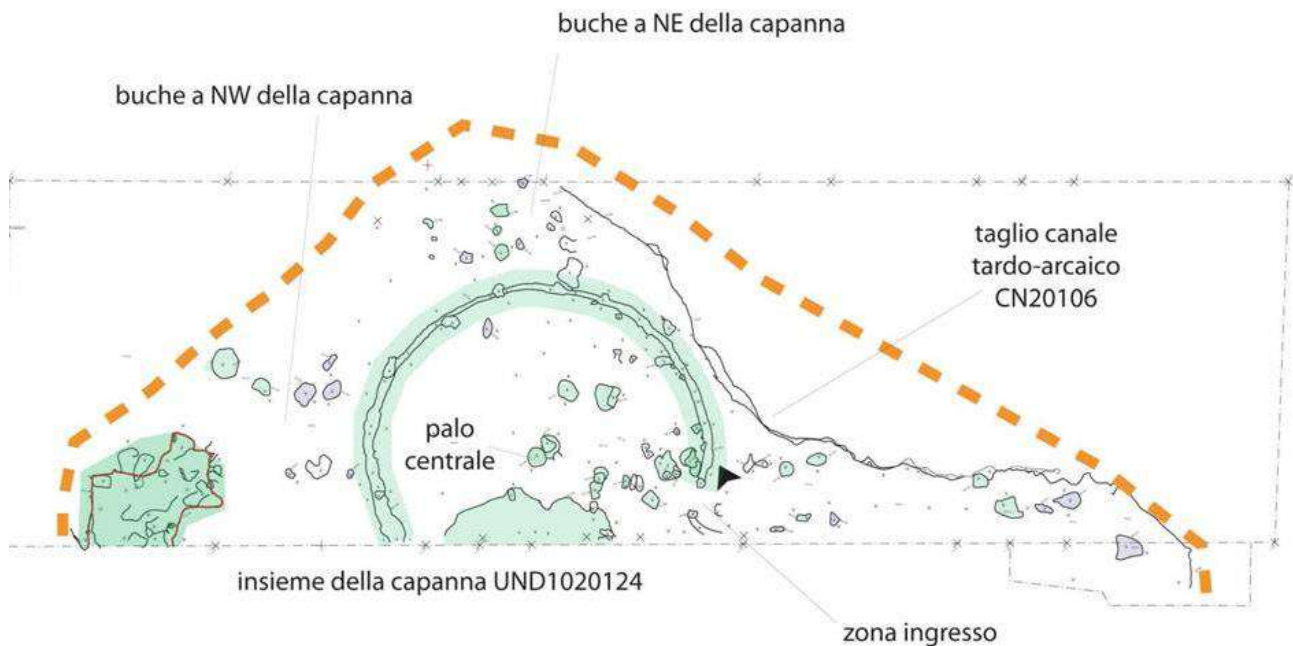 buche a NE della capanna
buche a NW della capanna
taglio canale
tardo-arcaico
CN20106
palo
centrale
insieme della capanna UND1020124
zona ingresso